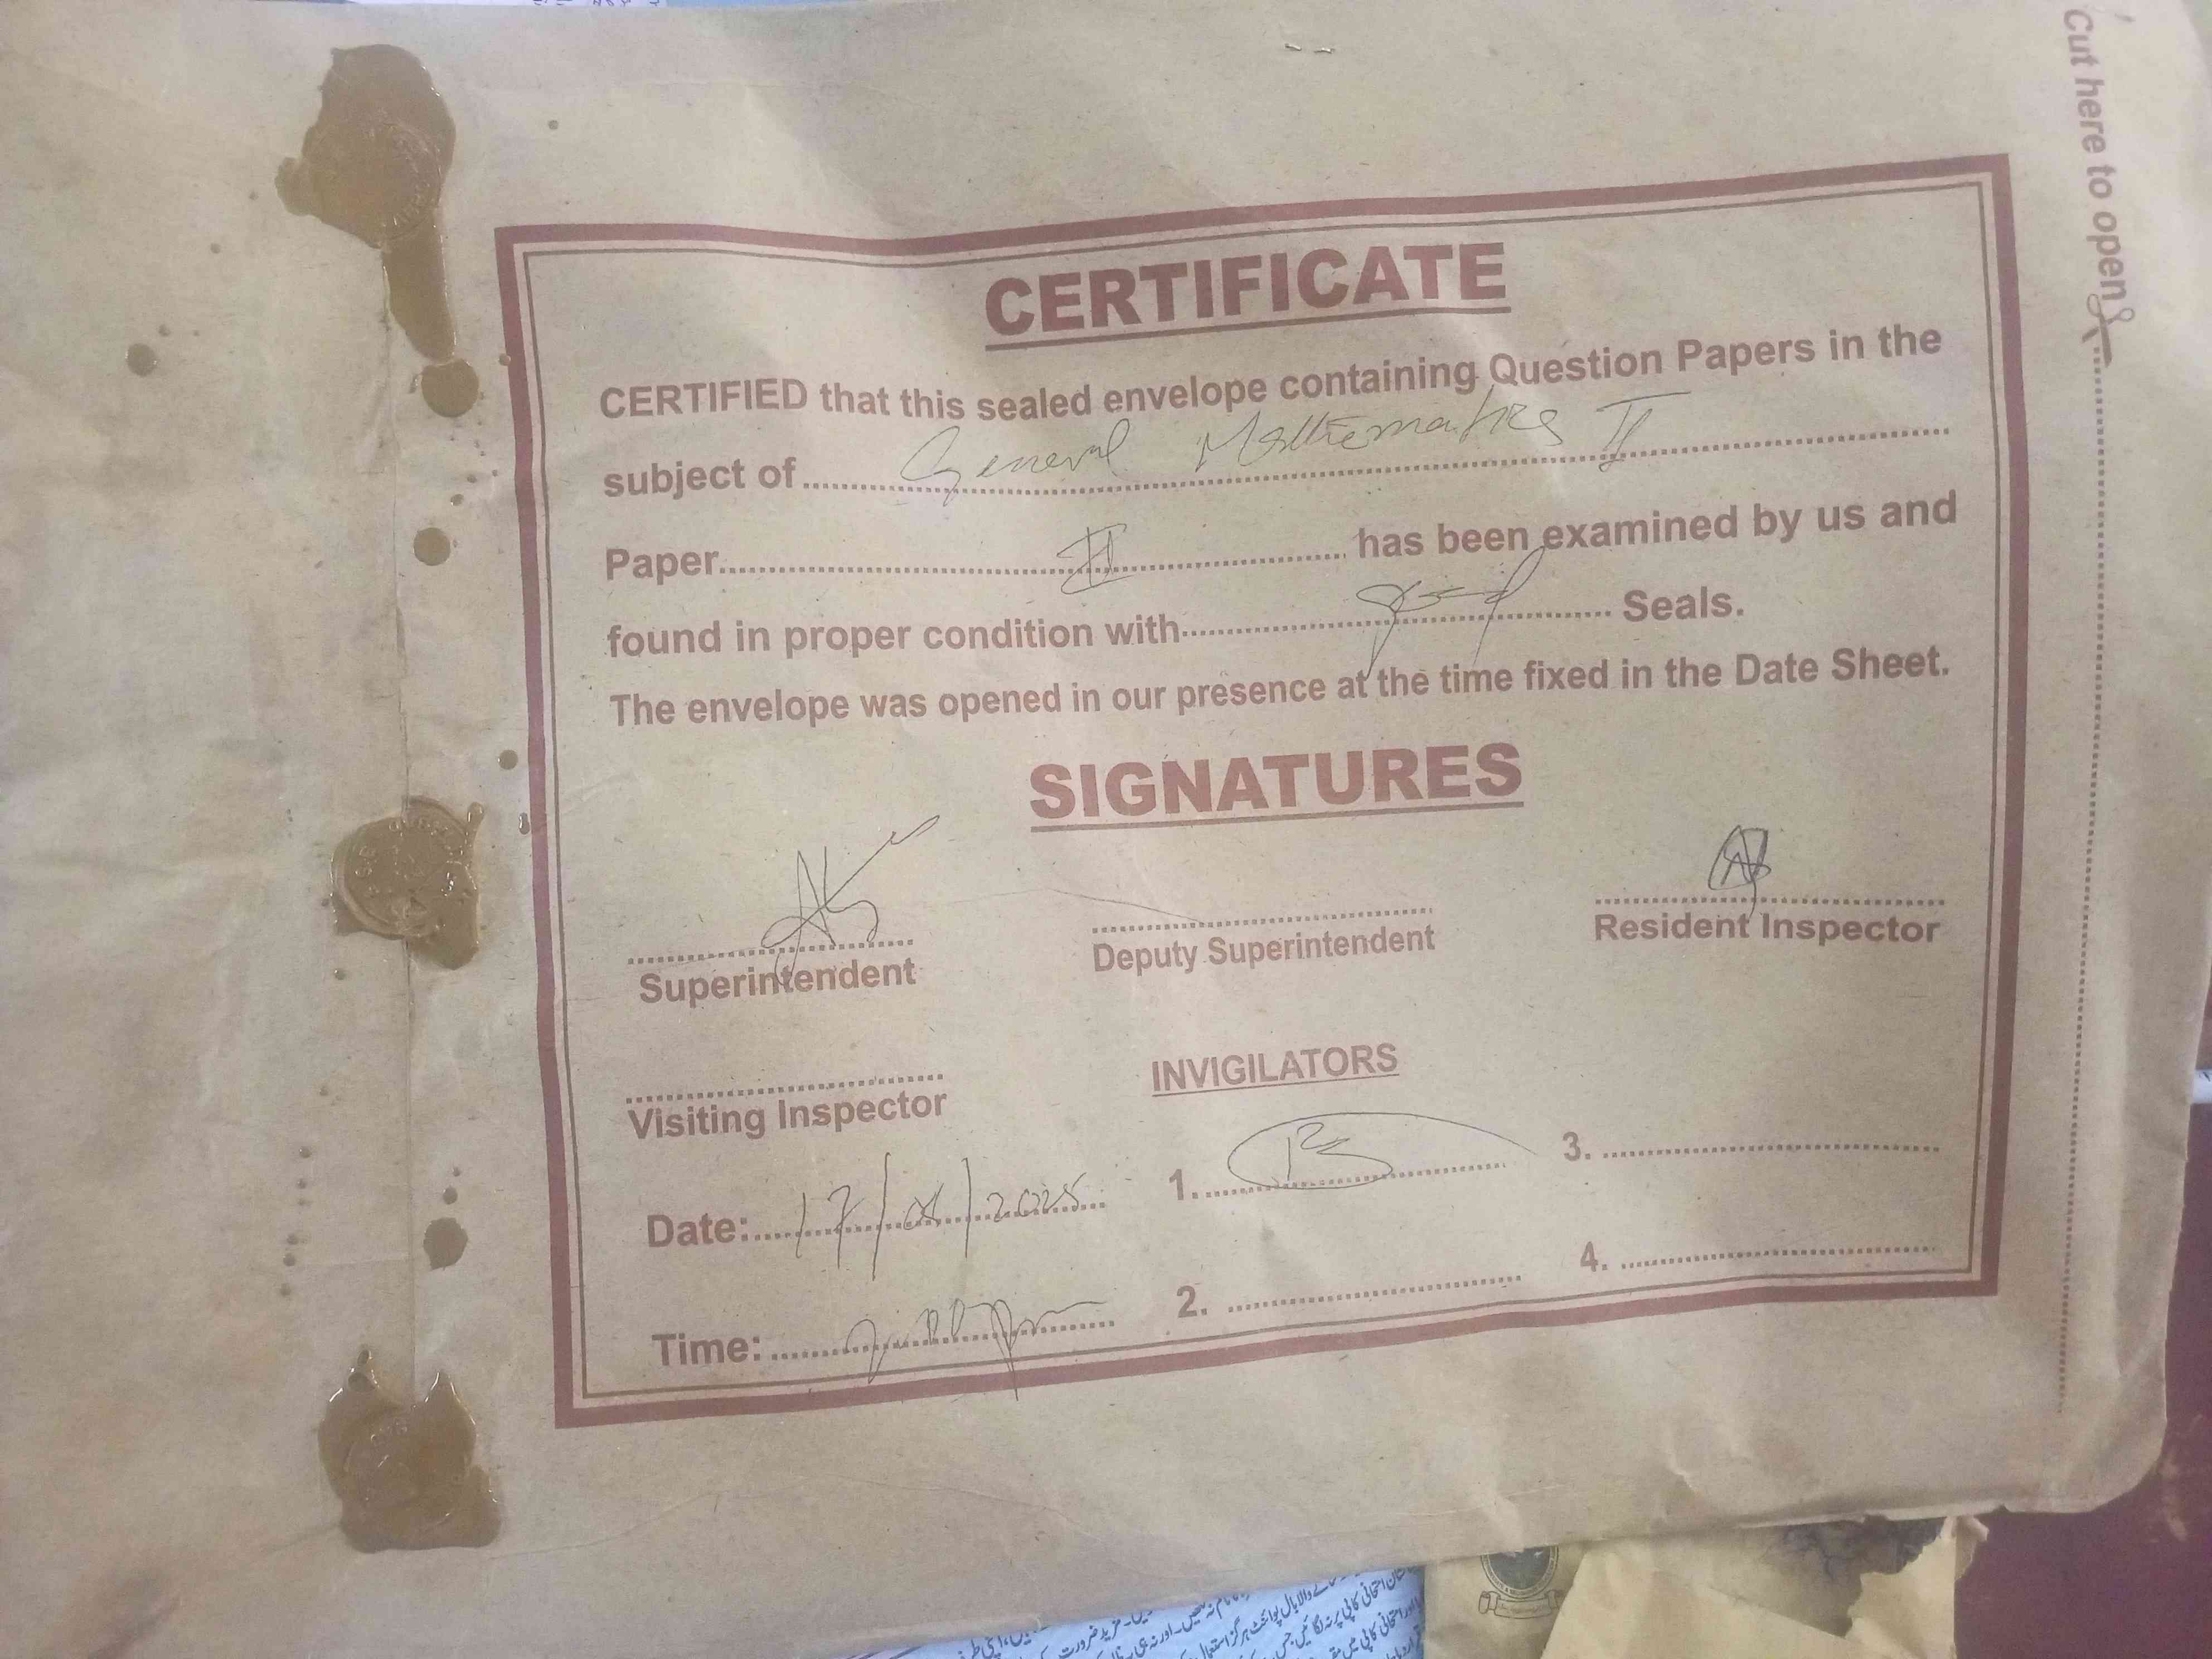 Cut here to open
CERTIFICATE
CERTIFIED that this sealed envelope containing Question Papers in the
subject of General Mathematics II
Paper II has been examined by us and
found in proper condition with Seals.
The envelope was opened in our presence at the time fixed in the Date Sheet.
SIGNATURES
Superintendent
Deputy Superintendent
Resident Inspector
Visiting Inspector
INVIGILATORS
1.
3.
Date: 17/ /2025
2.
4.
Time: